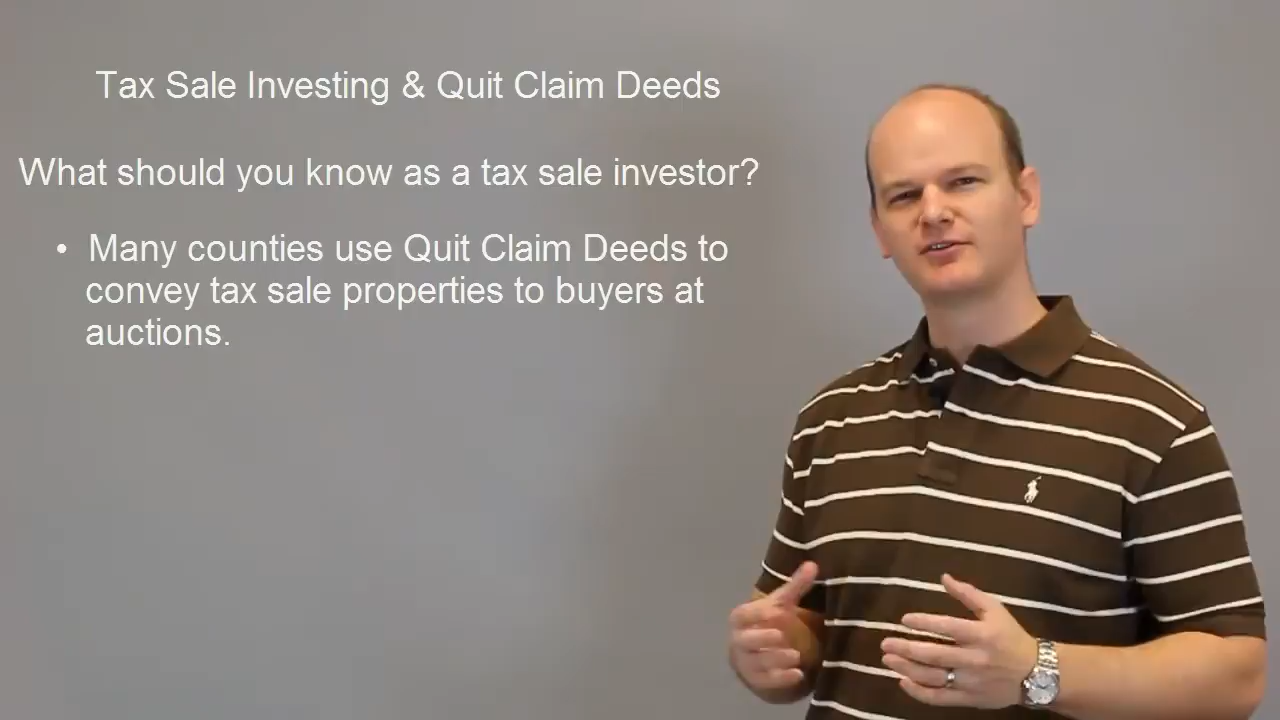 Tax Sale Investing & Quit Claim Deeds
What should you know as a tax sale investor?
• Many counties use Quit Claim Deeds to
convey tax sale properties to buyers at
auctions.